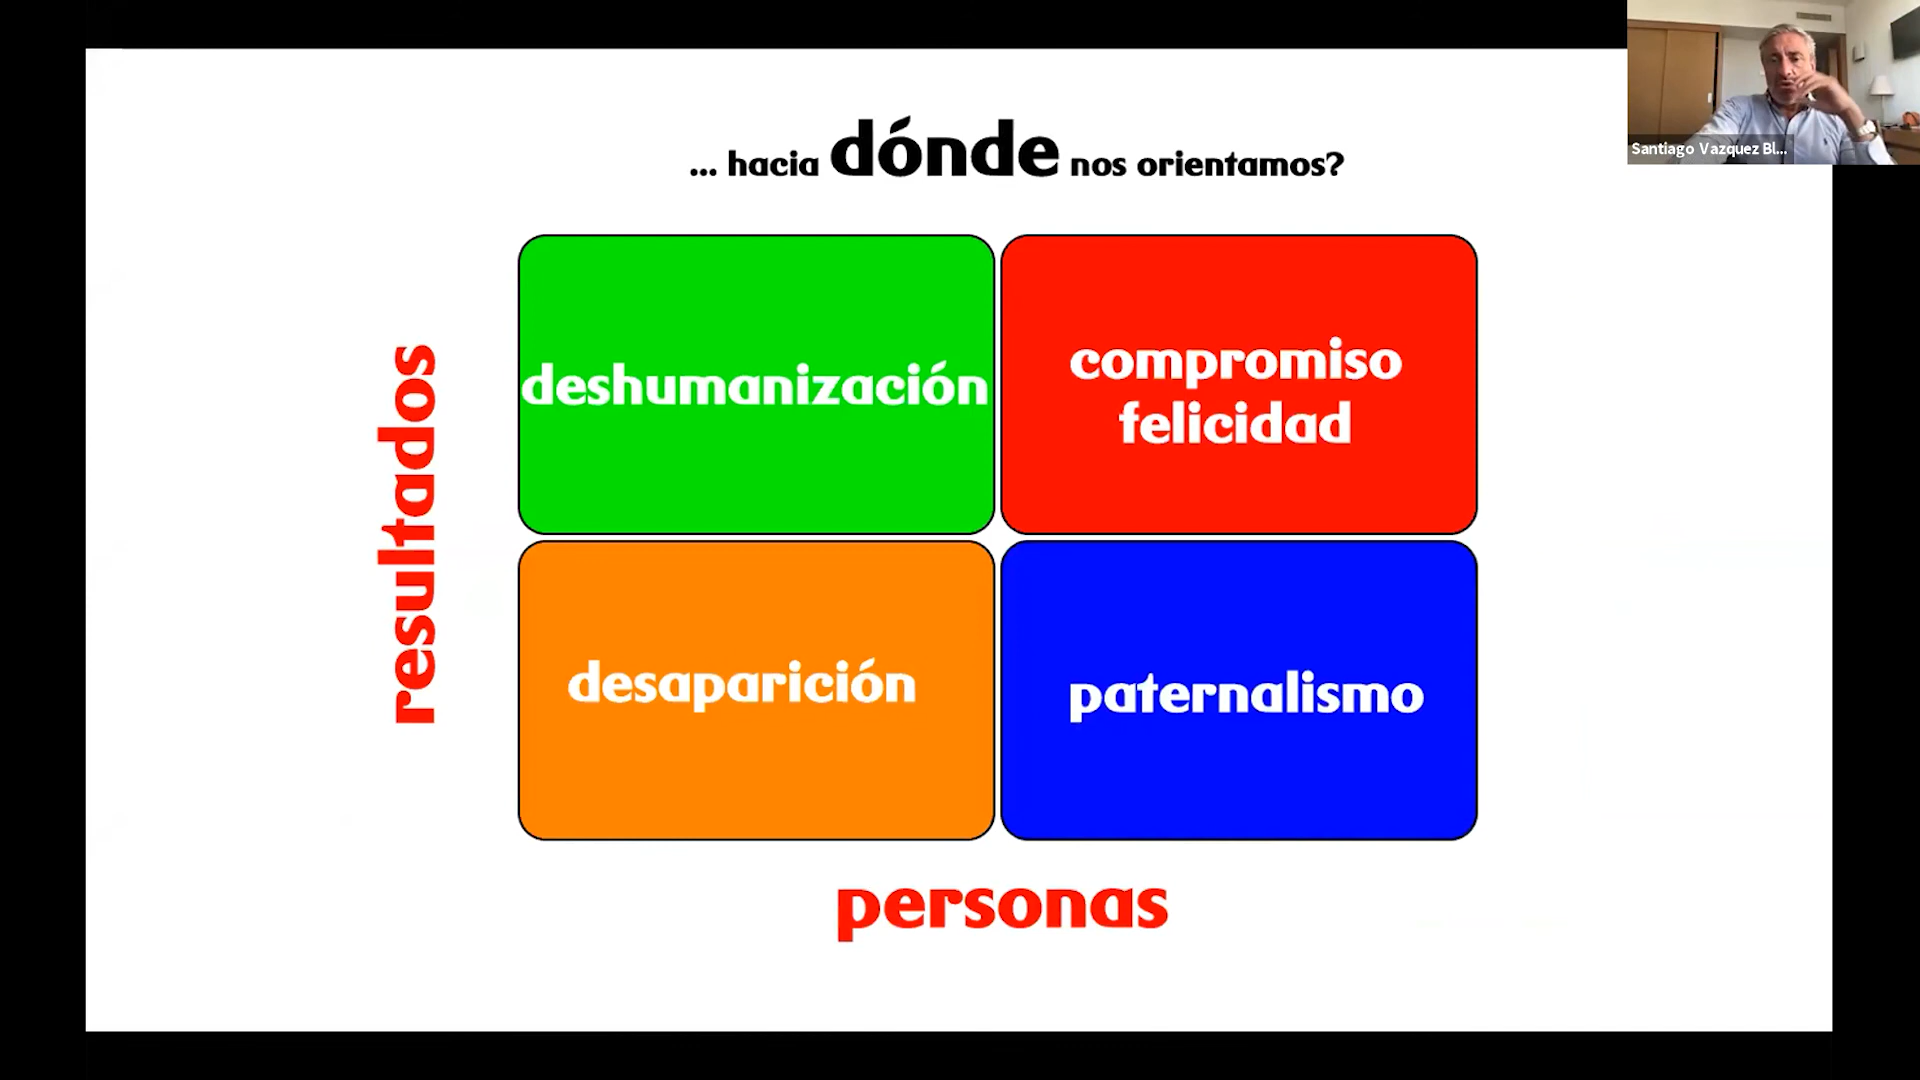 Santiago Vazquez Bl...
... hacia dónde nos orientamos?
resultados
deshumanización
compromiso
felicidad
desaparición
paternalismo
personas